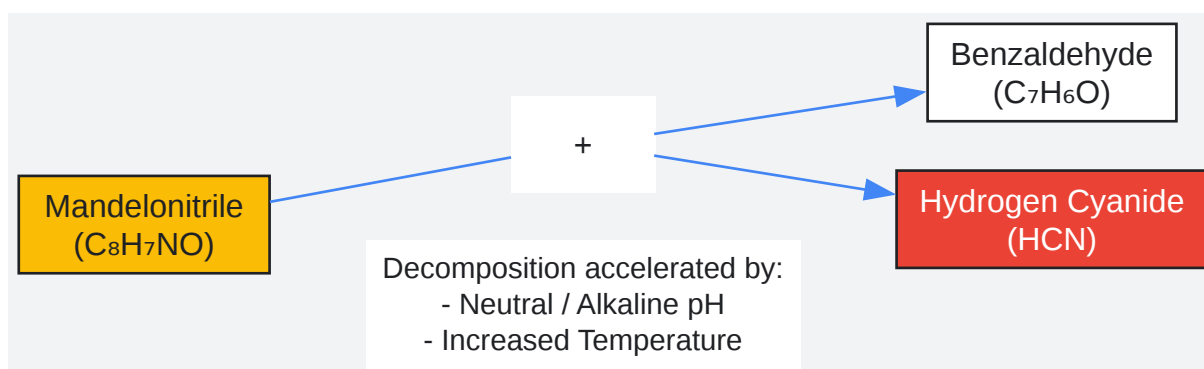 Benzaldehyde
(C₇H₆O)
+
Mandelonitrile
(C₈H₇NO)
Hydrogen Cyanide
(HCN)
Decomposition accelerated by:
- Neutral / Alkaline pH
- Increased Temperature